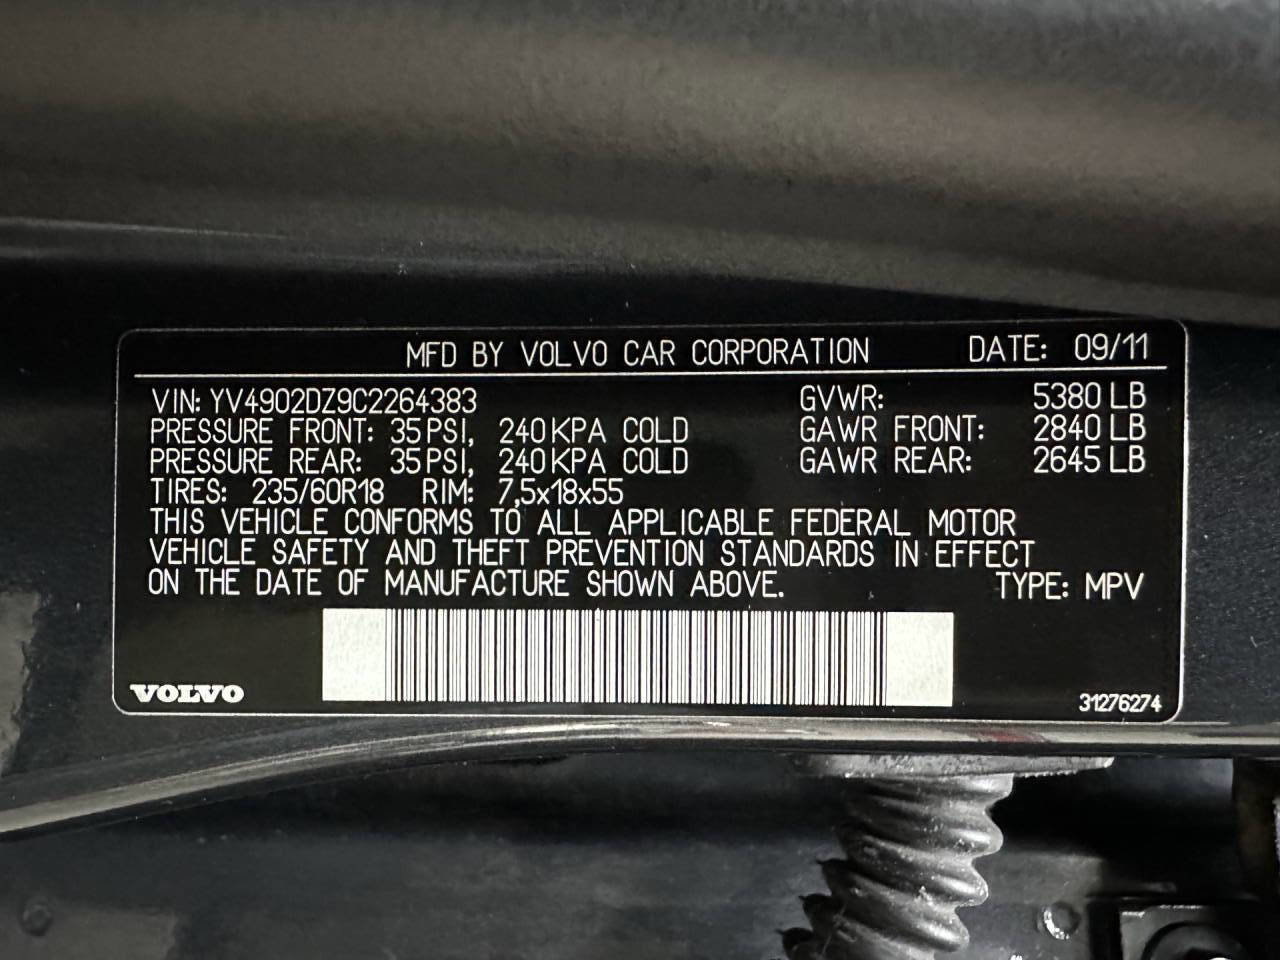 MFD BY VOLVO CAR CORPORATION DATE: 09/11
VIN: YV4902DZ9C2264383 GVWR: 5380 LB
PRESSURE FRONT: 35 PSI, 240 KPA COLD GAWR FRONT: 2840 LB
PRESSURE REAR: 35 PSI, 240 KPA COLD GAWR REAR: 2645 LB
TIRES: 235/60R18 RIM: 7,5x18x55
THIS VEHICLE CONFORMS TO ALL APPLICABLE FEDERAL MOTOR
VEHICLE SAFETY AND THEFT PREVENTION STANDARDS IN EFFECT
ON THE DATE OF MANUFACTURE SHOWN ABOVE. TYPE: MPV
VOLVO 31276274